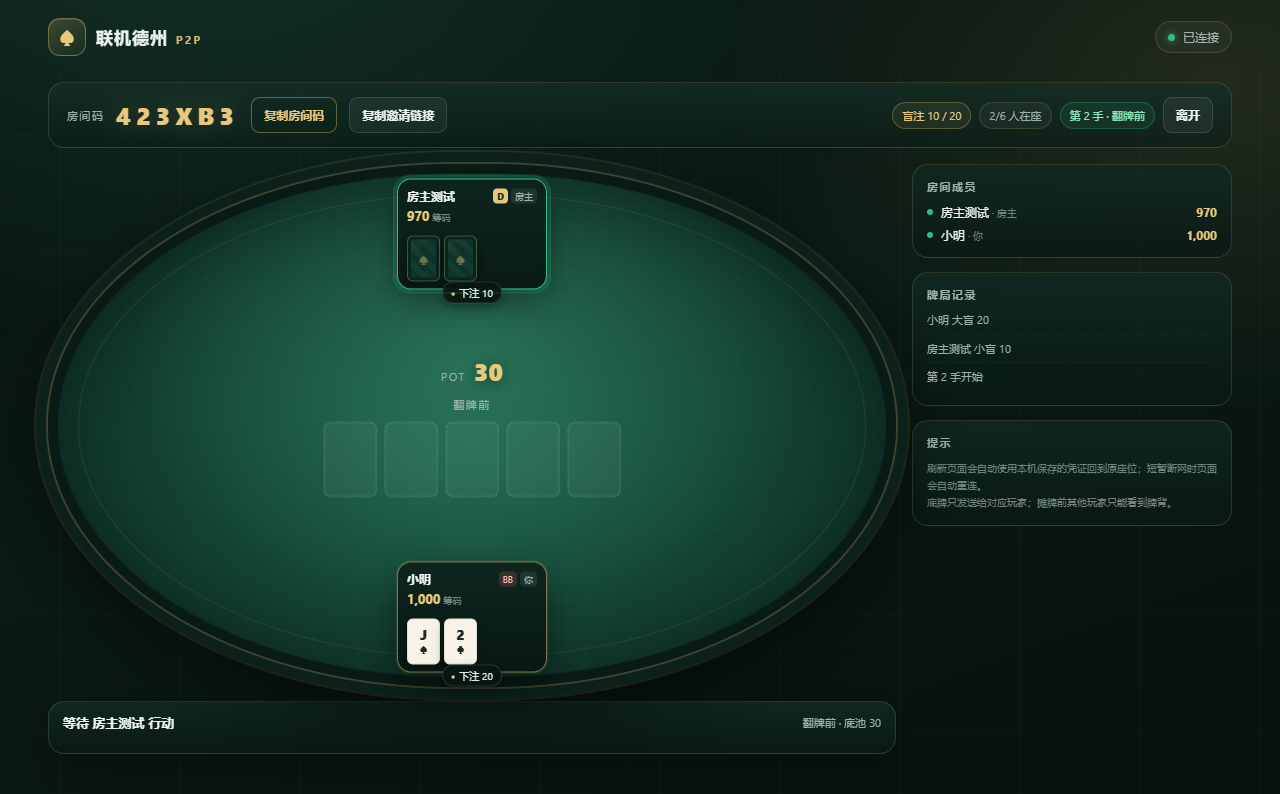 联机德州 P2P
已连接
房间码 423XB3 复制房间码 复制邀请链接
盲注 10 / 20 2/6 人在座 第 2 手 · 翻牌前 离开
房主测试 D 房主
970 筹码
下注 10
POT 30
翻牌前
小明 BB 你
1,000 筹码
J 2
下注 20
等待 房主测试 行动
翻牌前 · 底池 30
房间成员
房主测试 · 房主 970
小明 · 你 1,000
牌局记录
小明 大盲 20
房主测试 小盲 10
第 2 手开始
提示
刷新页面会自动使用本机保存的凭证回到原座位；短暂断网时页面
会自动重连。
底牌只发送给对应玩家；摊牌前其他玩家只能看到牌背。